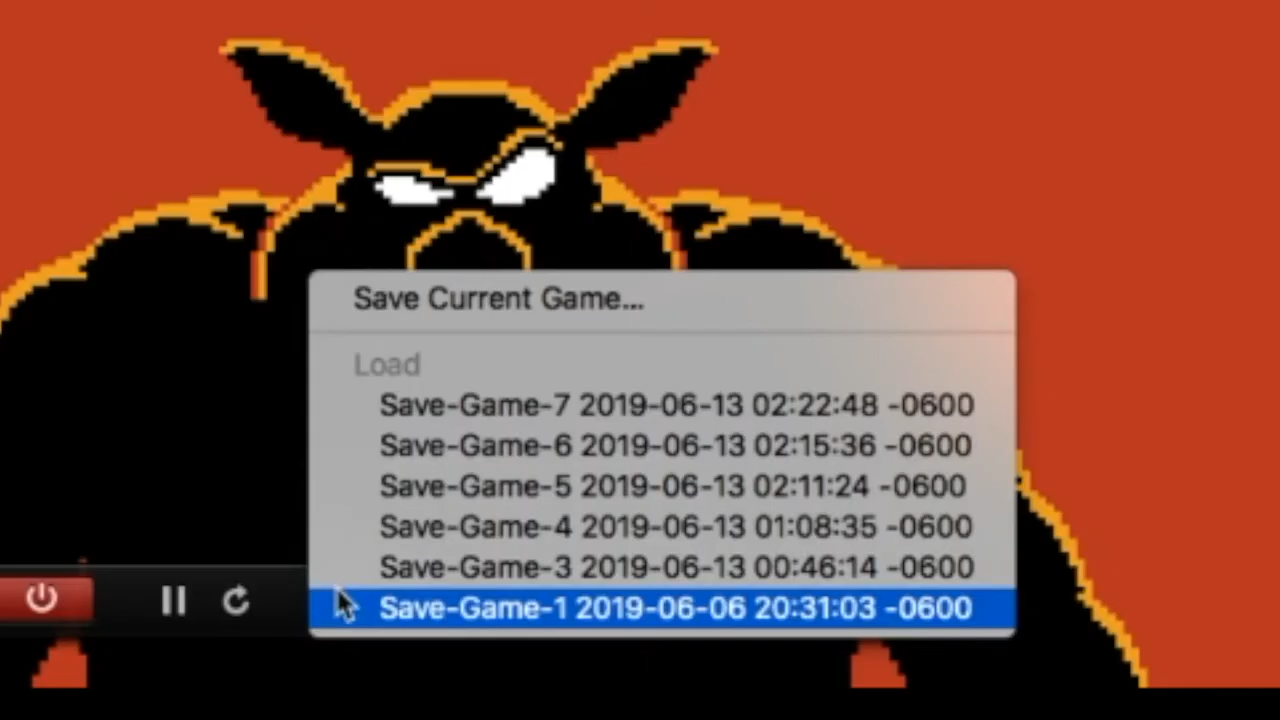 Save Current Game...
Load
Save-Game-7 2019-06-13 02:22:48 -0600
Save-Game-6 2019-06-13 02:15:36 -0600
Save-Game-5 2019-06-13 02:11:24 -0600
Save-Game-4 2019-06-13 01:08:35 -0600
Save-Game-3 2019-06-13 00:46:14 -0600
Save-Game-1 2019-06-06 20:31:03 -0600